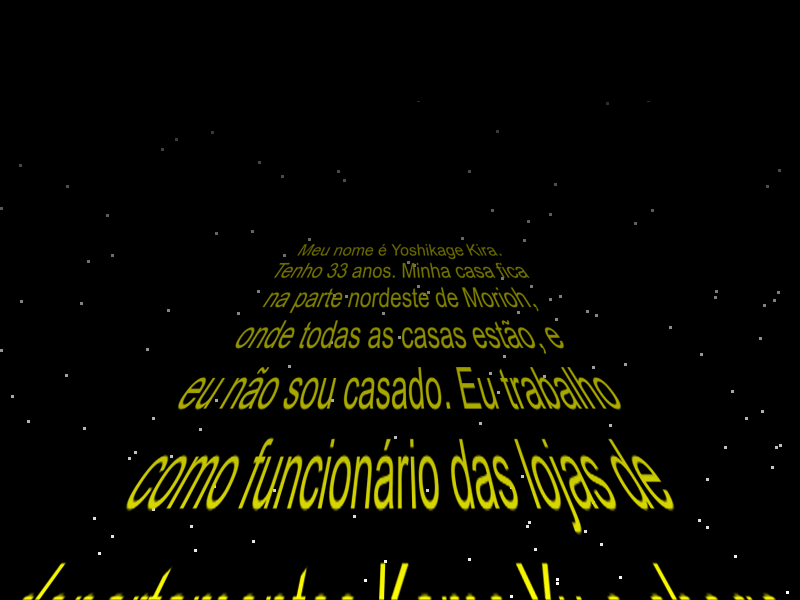 Meu nome é Yoshikage Kira.
Tenho 33 anos. Minha casa fica
na parte nordeste de Morioh,
onde todas as casas estão, e
eu não sou casado. Eu trabalho
como funcionário das lojas de